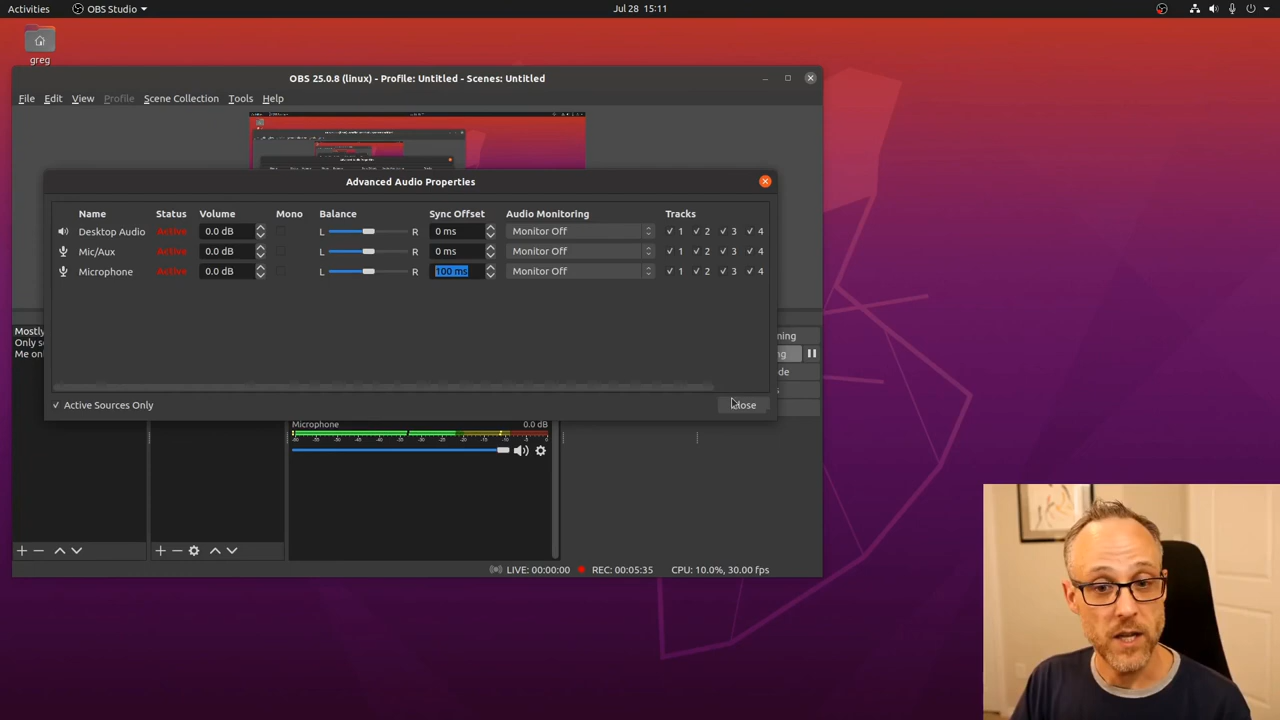 Activities OBS Studio Jul 28 15:11
greg
OBS 25.0.8 (linux) - Profile: Untitled - Scenes: Untitled
File Edit View Profile Scene Collection Tools Help
Advanced Audio Properties
Name Status Volume Mono Balance Sync Offset Audio Monitoring Tracks
Desktop Audio Active 0.0 dB L R 0 ms Monitor Off 1 2 3 4
Mic/Aux Active 0.0 dB L R 0 ms Monitor Off 1 2 3 4
Microphone Active 0.0 dB L R 100 ms Monitor Off 1 2 3 4
Mostly
Only s
Me on
ming
ng
de
s
Active Sources Only Close
Microphone 0.0 dB
LIVE: 00:00:00 REC: 00:05:35 CPU: 10.0%, 30.00 fps